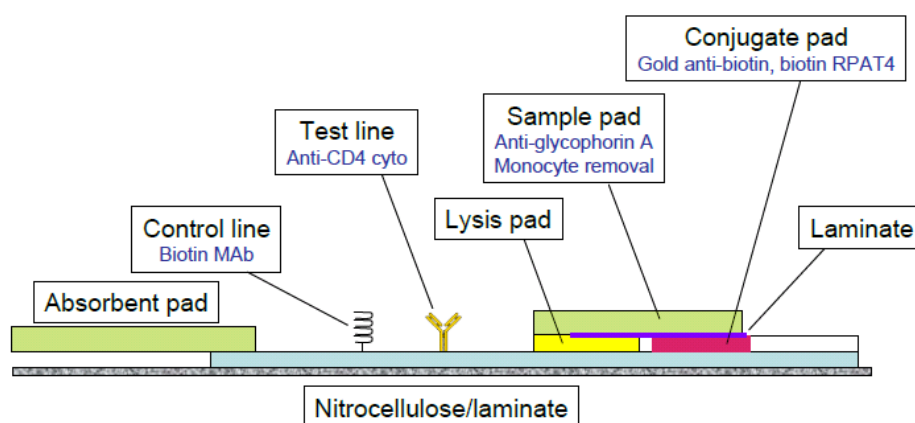 Conjugate pad
Gold anti-biotin, biotin RPAT4
Sample pad
Anti-glycophorin A
Monocyte removal
Test line
Anti-CD4 cyto
Lysis pad
Laminate
Control line
Biotin MAb
Absorbent pad
Nitrocellulose/laminate